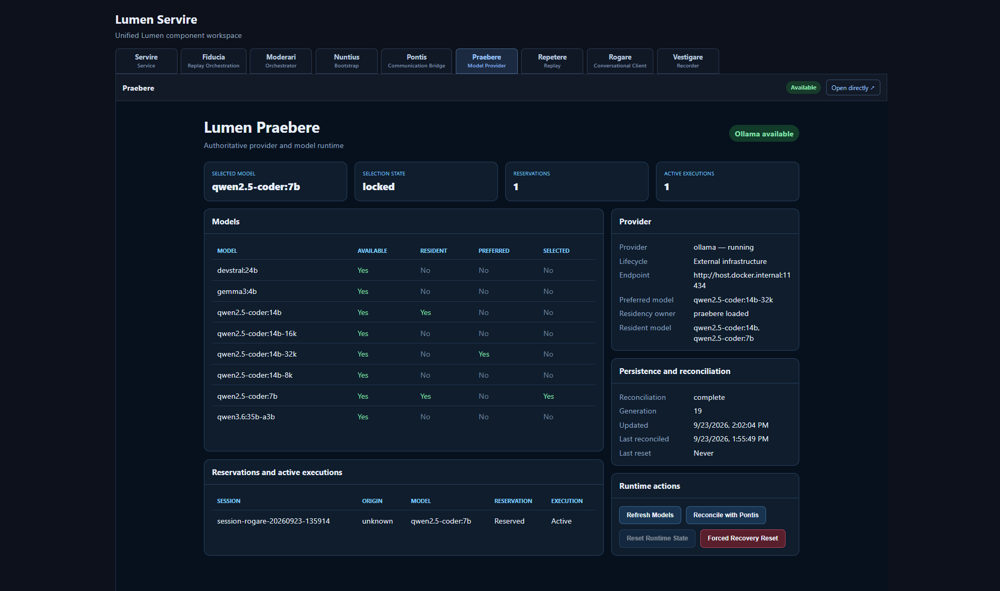 Lumen Servire
Unified Lumen component workspace
Servire
Service
Fiducia
Replay Orchestration
Moderari
Orchestrator
Nuntius
Bootstrap
Pontis
Communication Bridge
Praebere
Model Provider
Repetere
Replay
Rogare
Conversational Client
Vestigare
Recorder
Praebere
Available
Open directly ↗
Lumen Praebere
Authoritative provider and model runtime
Ollama available
SELECTED MODEL
qwen2.5-coder:7b
SELECTION STATE
locked
RESERVATIONS
1
ACTIVE EXECUTIONS
1
Models
MODEL AVAILABLE RESIDENT PREFERRED SELECTED
devstral:24b Yes No No No
gemma3:4b Yes No No No
qwen2.5-coder:14b Yes Yes No No
qwen2.5-coder:14b-16k Yes No No No
qwen2.5-coder:14b-32k Yes No Yes No
qwen2.5-coder:14b-8k Yes No No No
qwen2.5-coder:7b Yes Yes No Yes
qwen3.6:35b-a3b Yes No No No
Reservations and active executions
SESSION ORIGIN MODEL RESERVATION EXECUTION
session-rogare-20260923-135914 unknown qwen2.5-coder:7b Reserved Active
Provider
Provider ollama — running
Lifecycle External infrastructure
Endpoint http://host.docker.internal:11
434
Preferred model qwen2.5-coder:14b-32k
Residency owner praebere loaded
Resident model qwen2.5-coder:14b,
qwen2.5-coder:7b
Persistence and reconciliation
Reconciliation complete
Generation 19
Updated 9/23/2026, 2:02:04 PM
Last reconciled 9/23/2026, 1:55:49 PM
Last reset Never
Runtime actions
Refresh Models Reconcile with Pontis
Reset Runtime State Forced Recovery Reset